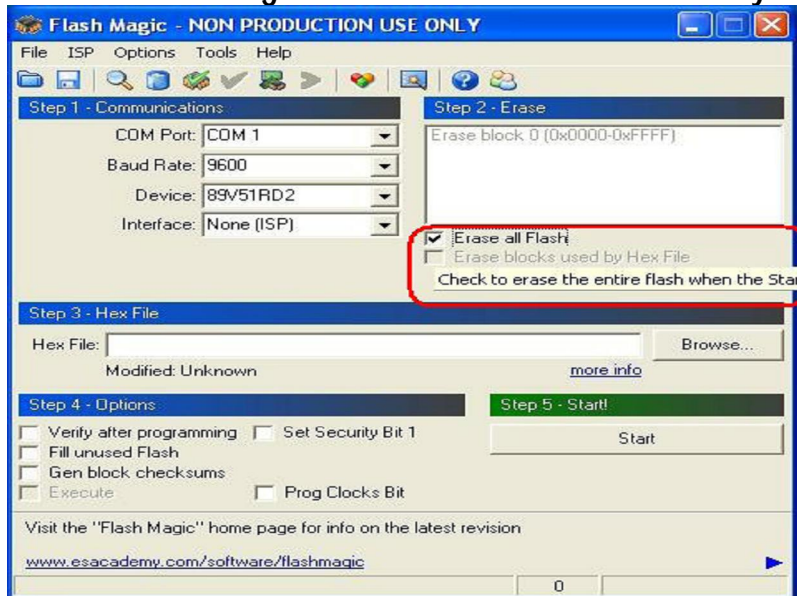 Flash Magic - NON PRODUCTION USE ONLY
File ISP Options Tools Help
Step 1 - Communications
COM Port: COM 1
Baud Rate: 9600
Device: 89V51RD2
Interface: None (ISP)
Step 2 - Erase
Erase block 0 (0x0000-0xFFFF)
Erase all Flash
Erase blocks used by Hex File
Check to erase the entire flash when the Sta
Step 3 - Hex File
Hex File:
Browse...
Modified: Unknown
more info
Step 4 - Options
Verify after programming
Set Security Bit 1
Fill unused Flash
Gen block checksums
Execute
Prog Clocks Bit
Step 5 - Start!
Start
Visit the "Flash Magic" home page for info on the latest revision
www.esacademy.com/software/flashmagic
0